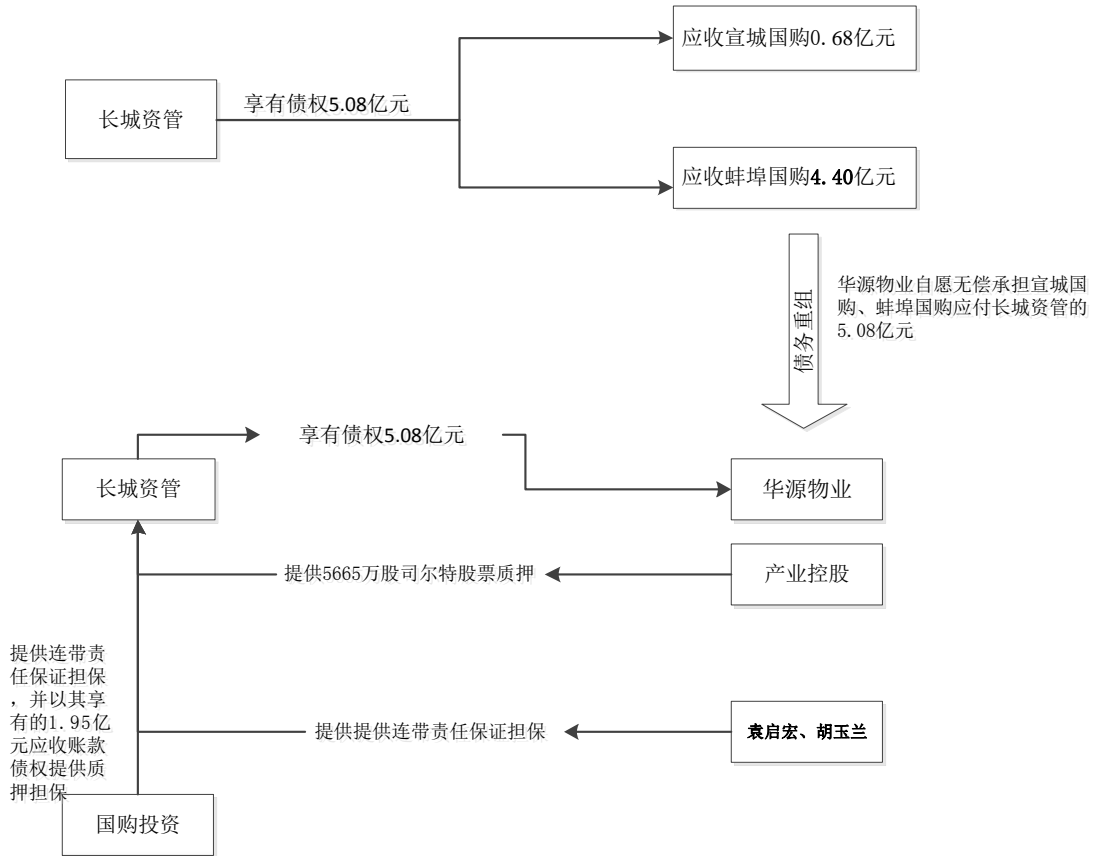 应收宣城国购0.68亿元
长城资管
享有债权5.08亿元
应收蚌埠国购4.40亿元
债务重组
华源物业自愿无偿承担宣城国
购、蚌埠国购应付长城资管的
5.08亿元
享有债权5.08亿元
长城资管
华源物业
提供5665万股司尔特股票质押
产业控股
提供连带责
任保证担保
，并以其享
有的1.95亿
元应收账款
债权提供质
押担保
提供提供连带责任保证担保
袁启宏、胡玉兰
国购投资